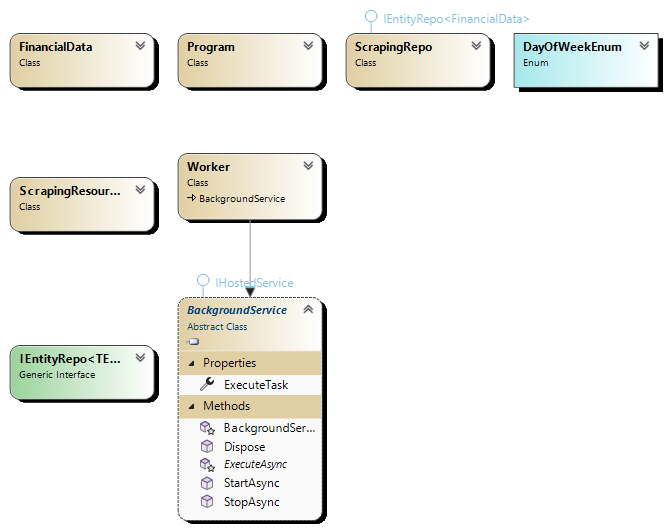 IEntityRepo<FinancialData>
FinancialData
Class
Program
Class
ScrapingRepo
Class
DayOfWeekEnum
Enum
ScrapingResour...
Class
Worker
Class
BackgroundService
IHostedService
IEntityRepo<TE...
Generic Interface
BackgroundService
Abstract Class
Properties
ExecuteTask
Methods
BackgroundSer...
Dispose
ExecuteAsync
StartAsync
StopAsync